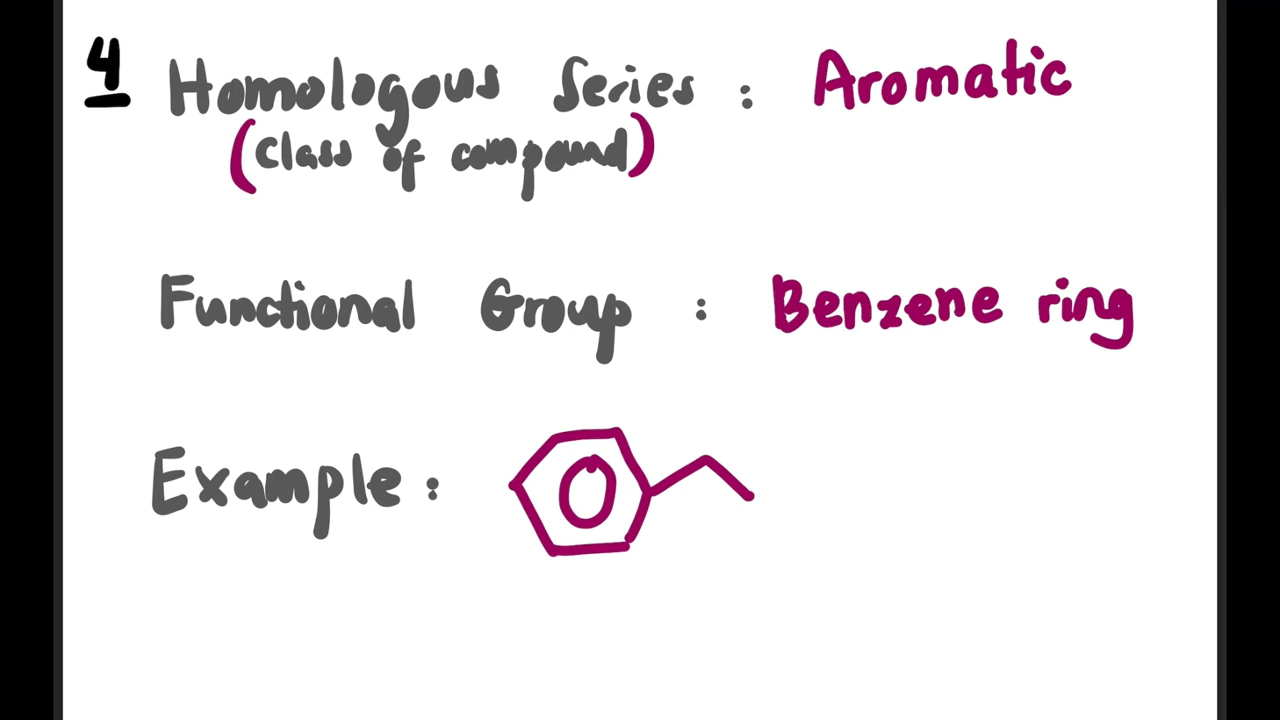 4 Homologous Series : Aromatic
(Class of compound)
Functional Group : Benzene ring
Example :